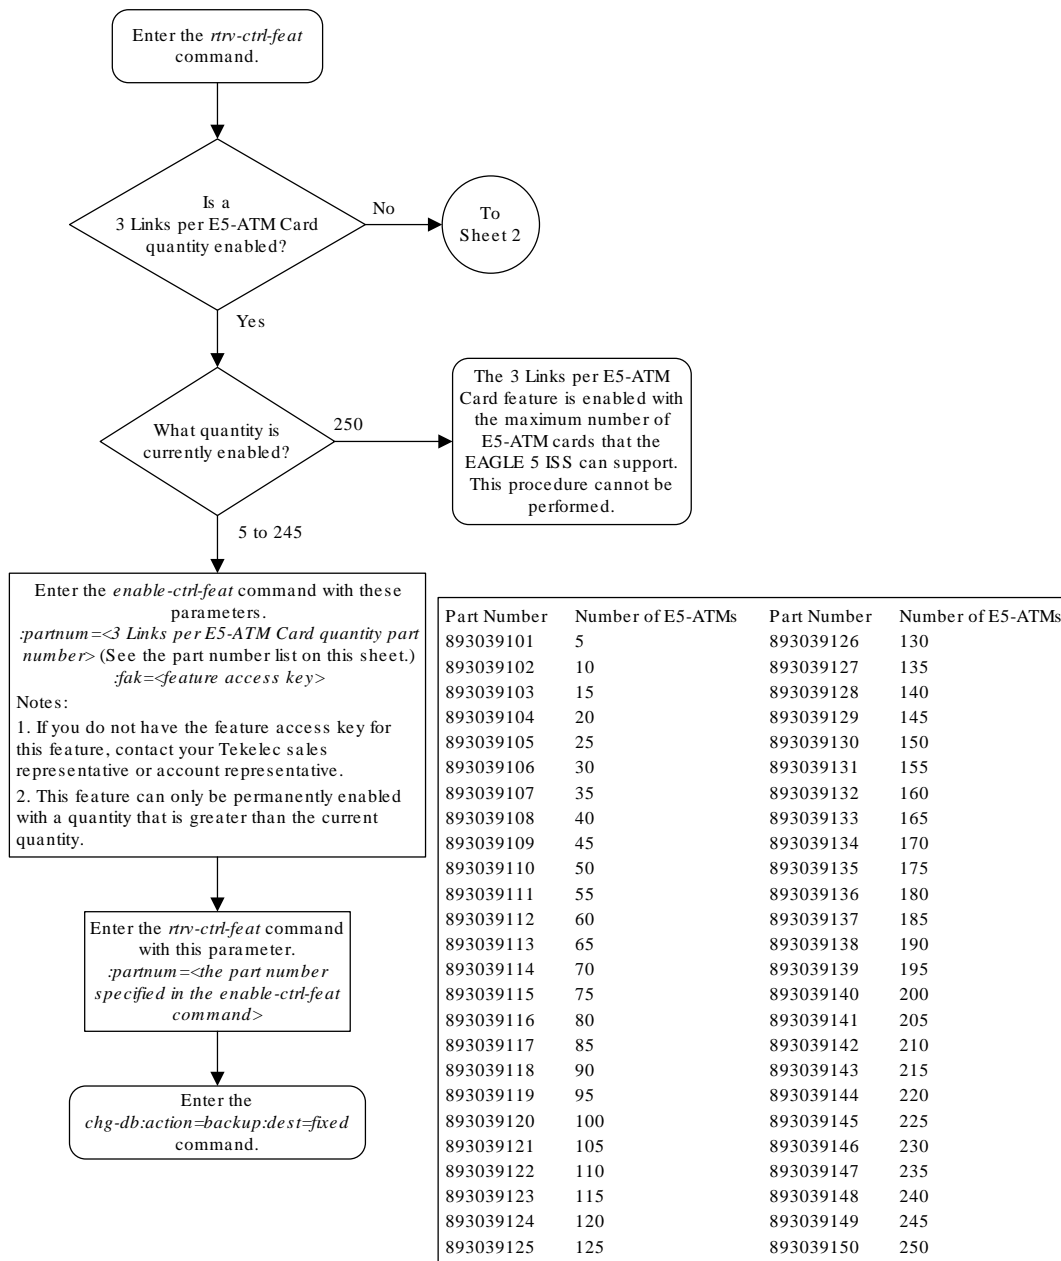 Enter the rtrv-ctrl-feat
command.
Is a
3 Links per E5-ATM Card
quantity enabled?
No
To
Sheet 2
Yes
What quantity is
currently enabled?
250
The 3 Links per E5-ATM
Card feature is enabled with
the maximum number of
E5-ATM cards that the
EAGLE 5 ISS can support.
This procedure cannot be
performed.
5 to 245
Enter the enable-ctrl-feat command with these
parameters.
:partnum=<3 Links per E5-ATM Card quantity part
number> (See the part number list on this sheet.)
:fak=<feature access key>
Notes:
1. If you do not have the feature access key for
this feature, contact your Tekelec sales
representative or account representative.
2. This feature can only be permanently enabled
with a quantity that is greater than the current
quantity.
Enter the rtrv-ctrl-feat command
with this parameter.
:partnum=<the part number
specified in the enable-ctrl-feat
command>
Enter the
chg-db:action=backup:dest=fixed
command.
Part Number Number of E5-ATMs Part Number Number of E5-ATMs
893039101 5 893039126 130
893039102 10 893039127 135
893039103 15 893039128 140
893039104 20 893039129 145
893039105 25 893039130 150
893039106 30 893039131 155
893039107 35 893039132 160
893039108 40 893039133 165
893039109 45 893039134 170
893039110 50 893039135 175
893039111 55 893039136 180
893039112 60 893039137 185
893039113 65 893039138 190
893039114 70 893039139 195
893039115 75 893039140 200
893039116 80 893039141 205
893039117 85 893039142 210
893039118 90 893039143 215
893039119 95 893039144 220
893039120 100 893039145 225
893039121 105 893039146 230
893039122 110 893039147 235
893039123 115 893039148 240
893039124 120 893039149 245
893039125 125 893039150 250